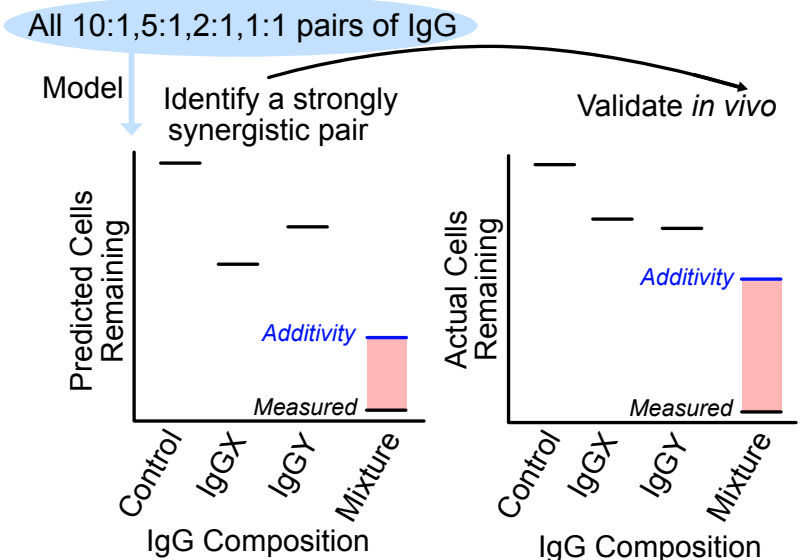 All 10:1,5:1,2:1,1:1 pairs of IgG
Model
Identify a strongly
synergistic pair
Validate in vivo
Predicted Cells
Remaining
Additivity
Measured
Control
IgGX
IgGY
Mixture
IgG Composition
Actual Cells
Remaining
Additivity
Measured
Control
IgGX
IgGY
Mixture
IgG Composition